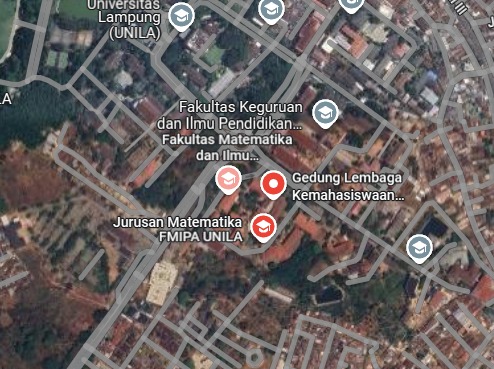 Universitas
Lampung
(UNILA)
LA
Fakultas Keguruan
dan Ilmu Pendidikan...
Fakultas Matematika
dan Ilmu...
Gedung Lembaga
Kemahasiswaan...
Jurusan Matematika
FMIPA UNILA